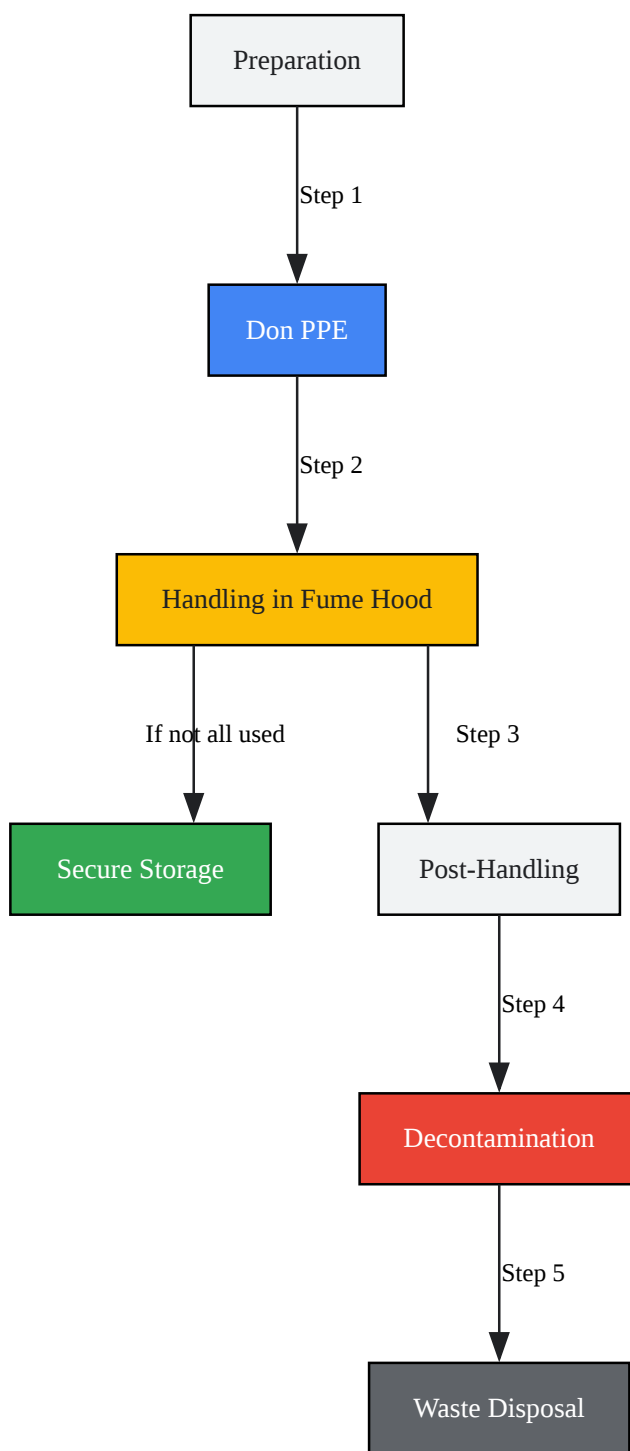 Preparation
Step 1
Don PPE
Step 2
Handling in Fume Hood
If not all used
Step 3
Secure Storage
Post-Handling
Step 4
Decontamination
Step 5
Waste Disposal